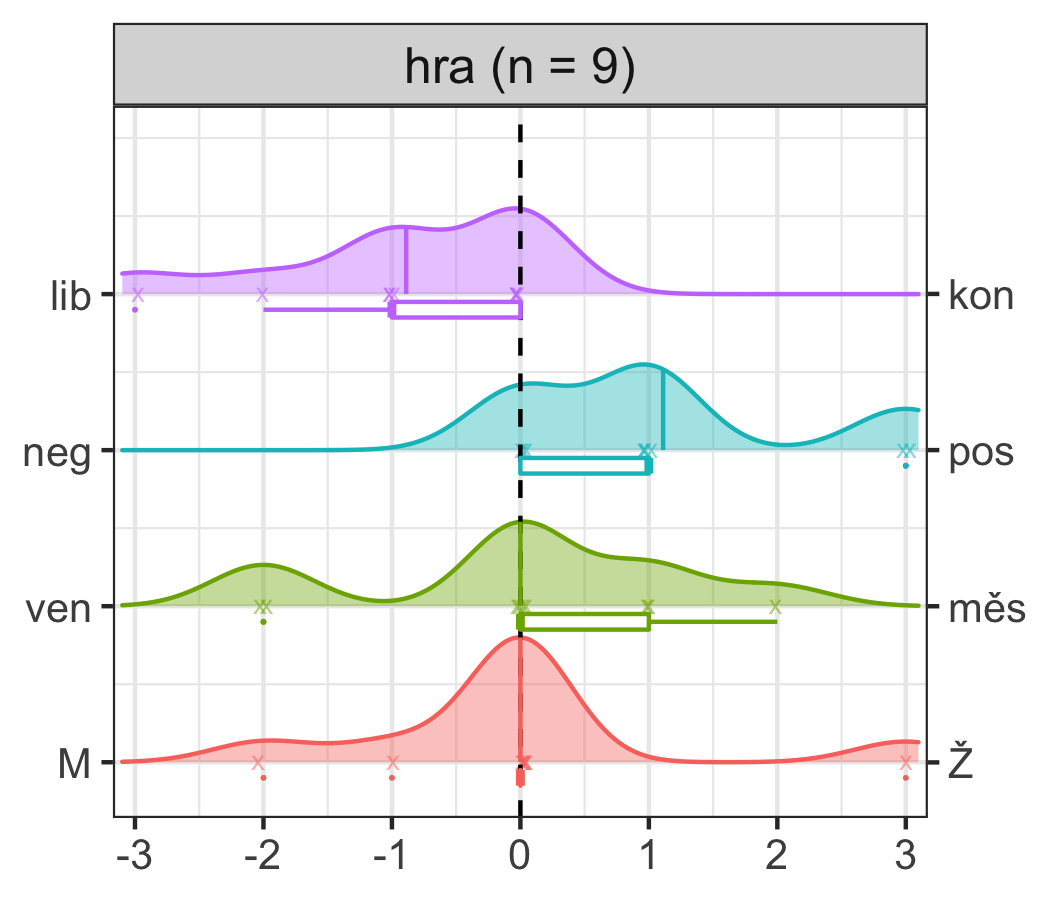 hra (n = 9)
lib kon
neg pos
ven měs
M Ž
-3 -2 -1 0 1 2 3